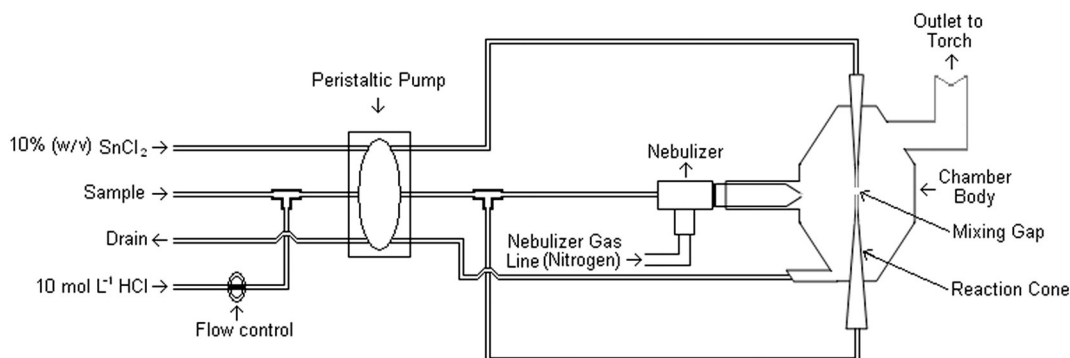 Outlet to
Torch
Peristaltic Pump
10% (w/v) SnCl₂
Sample
Drain
10 mol L⁻¹ HCl
Flow control
Nebulizer
Nebulizer Gas
Line (Nitrogen)
Chamber
Body
Mixing Gap
Reaction Cone